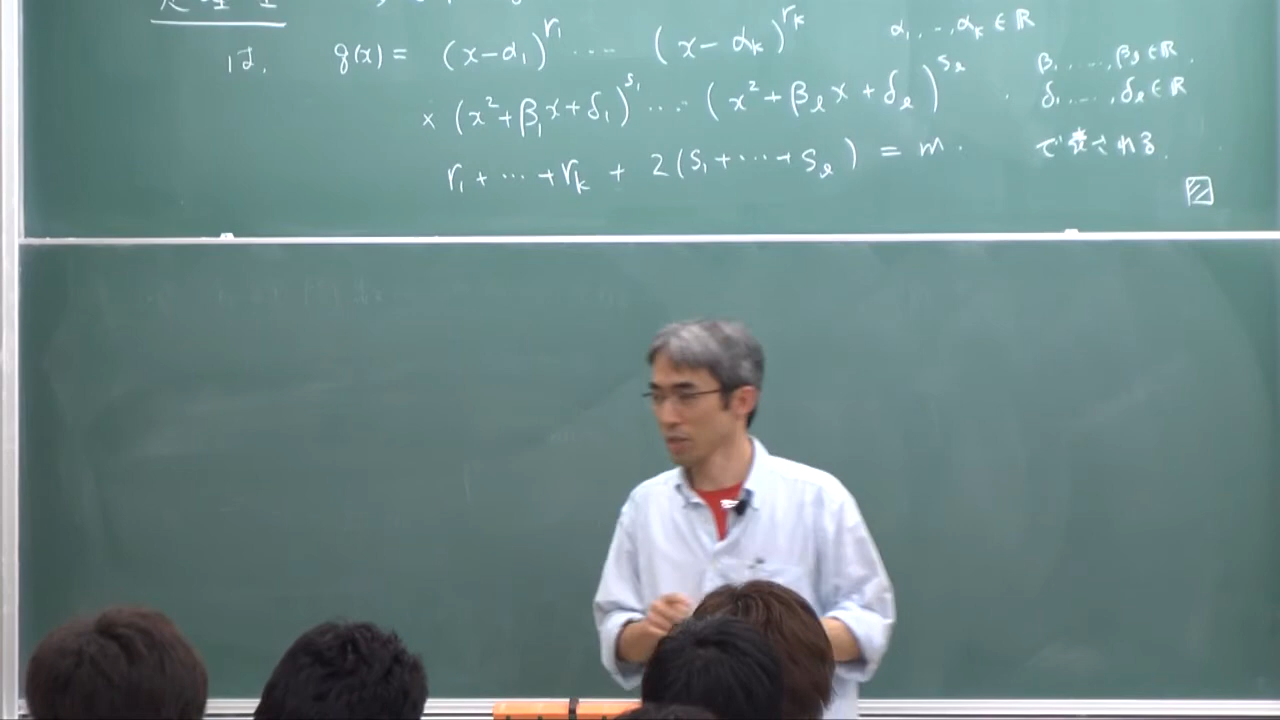 は, g(x) = (x-α₁)^{r₁} ‥‥ (x-α_k)^{r_k} α₁,‥,α_k ∈ ℝ
× (x²+β₁x+δ₁)^{s₁} ‥‥ (x²+β_ℓx+δ_ℓ)^{s_ℓ} . β₁,‥‥,β_ℓ∈ℝ.
δ₁,‥‥,δ_ℓ∈ℝ
r₁+ ‥‥ +r_k + 2(s₁+‥‥+s_ℓ) = m. で表される.